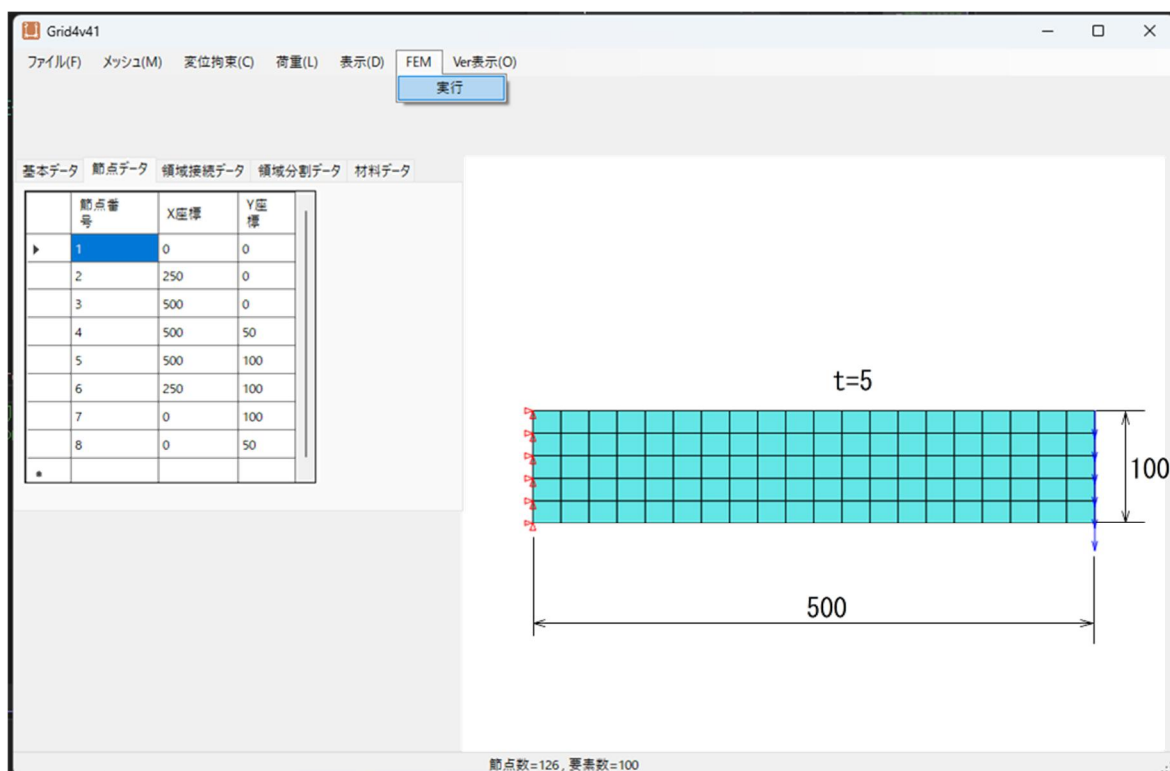 Grid4v41
ファイル(F) メッシュ(M) 変位拘束(C) 荷重(L) 表示(D) FEM Ver表示(O)
実行
基本データ 節点データ 領域接続データ 領域分割データ 材料データ
節点番号 X座標 Y座標
1 0 0
2 250 0
3 500 0
4 500 50
5 500 100
6 250 100
7 0 100
8 0 50
t=5
100
500
節点数=126 , 要素数=100